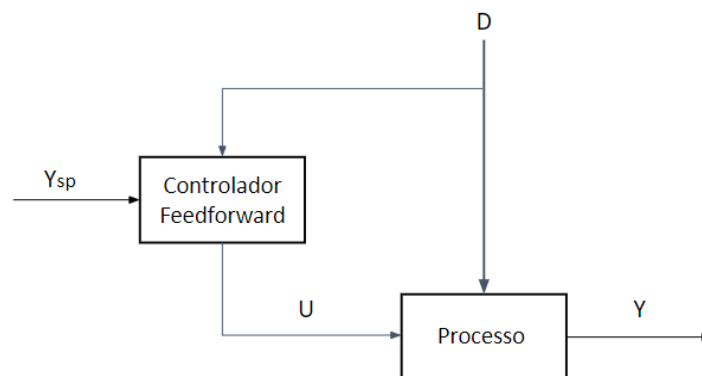 D
Ysp
Controlador
Feedforward
U
Y
Processo